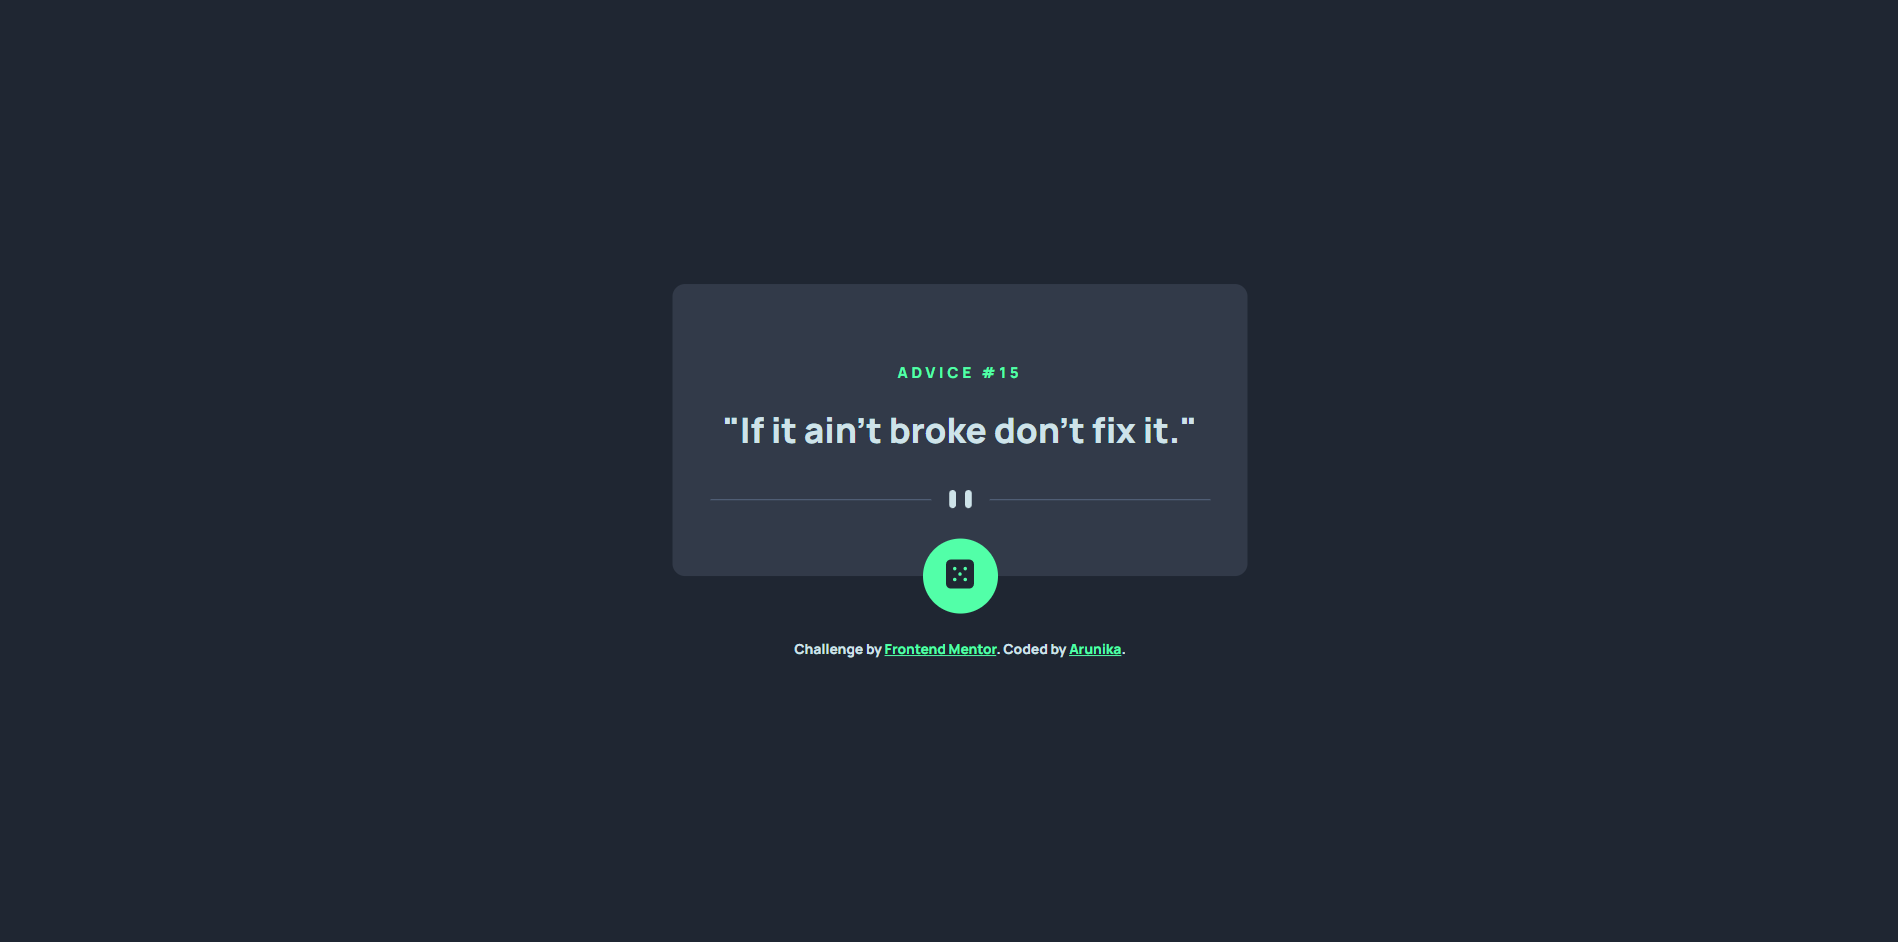 ADVICE #15
"If it ain’t broke don’t fix it."
Challenge by Frontend Mentor. Coded by Arunika.